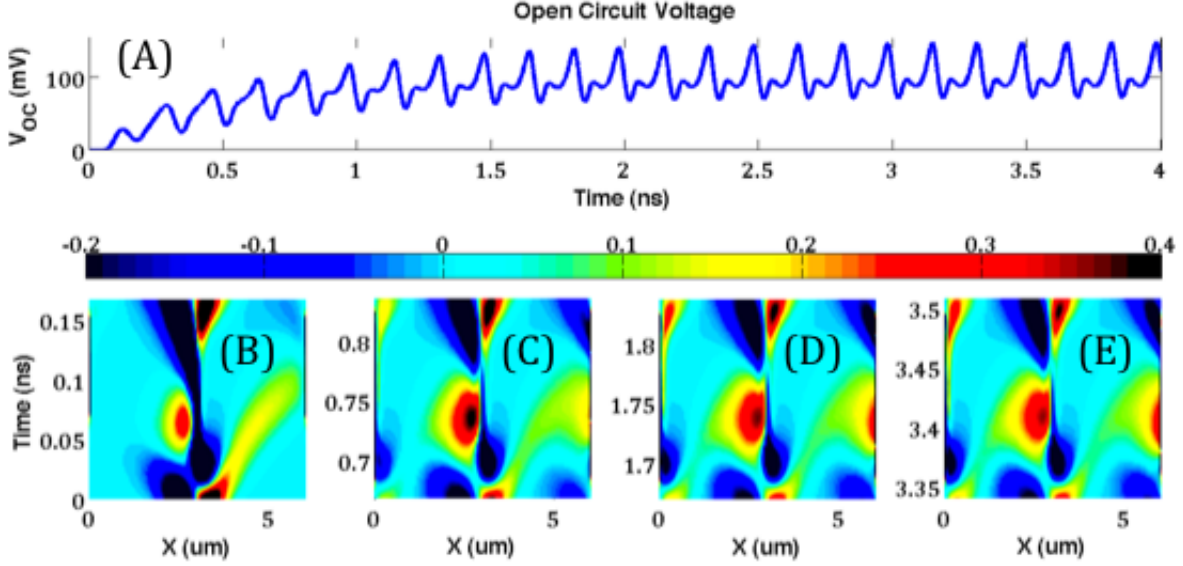 Open Circuit Voltage
(A)
V_OC (mV)
100
0
0 0.5 1 1.5 2 2.5 3 3.5 4
Time (ns)
-0.2 -0.1 0 0.1 0.2 0.3 0.4
(B) (C) (D) (E)
Time (ns)
0.15 0.1 0.05 0
0.8 0.75 0.7
1.8 1.75 1.7
3.5 3.45 3.4 3.35
0 5 0 5 0 5 0 5
X (um) X (um) X (um) X (um)